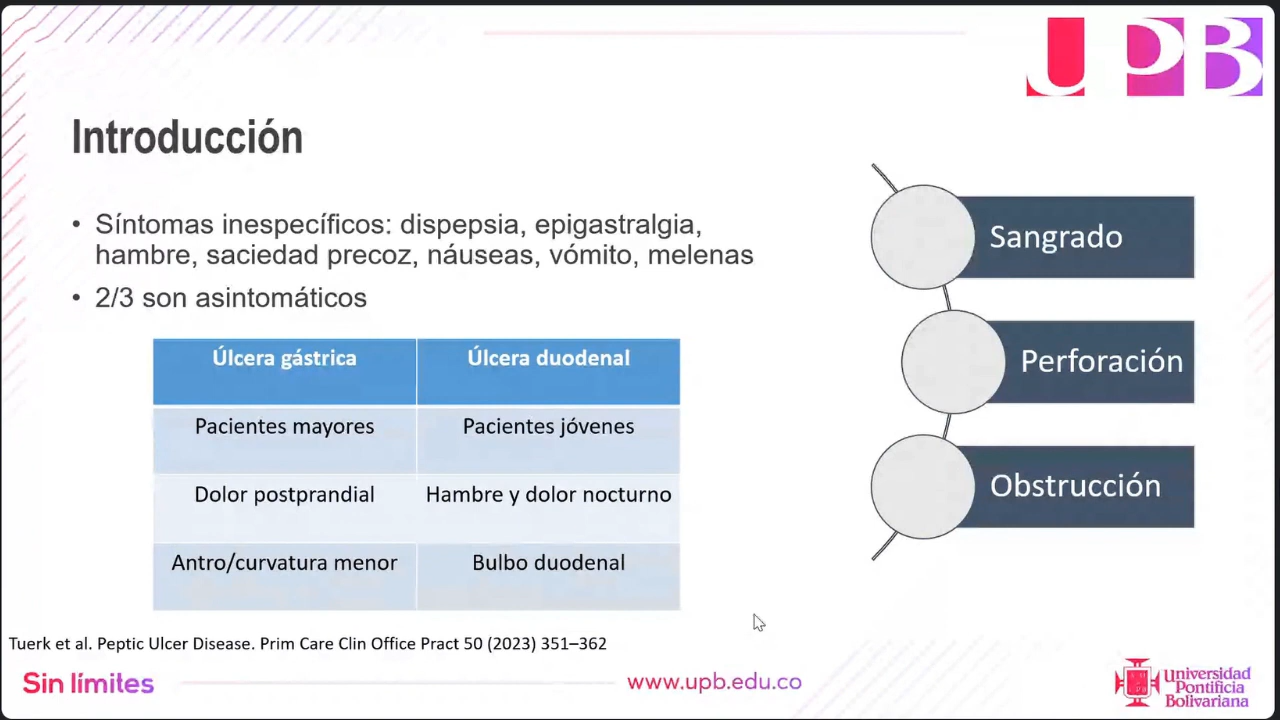 UPB
Introducción
• Síntomas inespecíficos: dispepsia, epigastralgia,
hambre, saciedad precoz, náuseas, vómito, melenas
• 2/3 son asintomáticos
Úlcera gástrica Úlcera duodenal
Pacientes mayores Pacientes jóvenes
Dolor postprandial Hambre y dolor nocturno
Antro/curvatura menor Bulbo duodenal
Sangrado
Perforación
Obstrucción
Tuerk et al. Peptic Ulcer Disease. Prim Care Clin Office Pract 50 (2023) 351–362
Sin límites
www.upb.edu.co
Universidad
Pontificia
Bolivariana